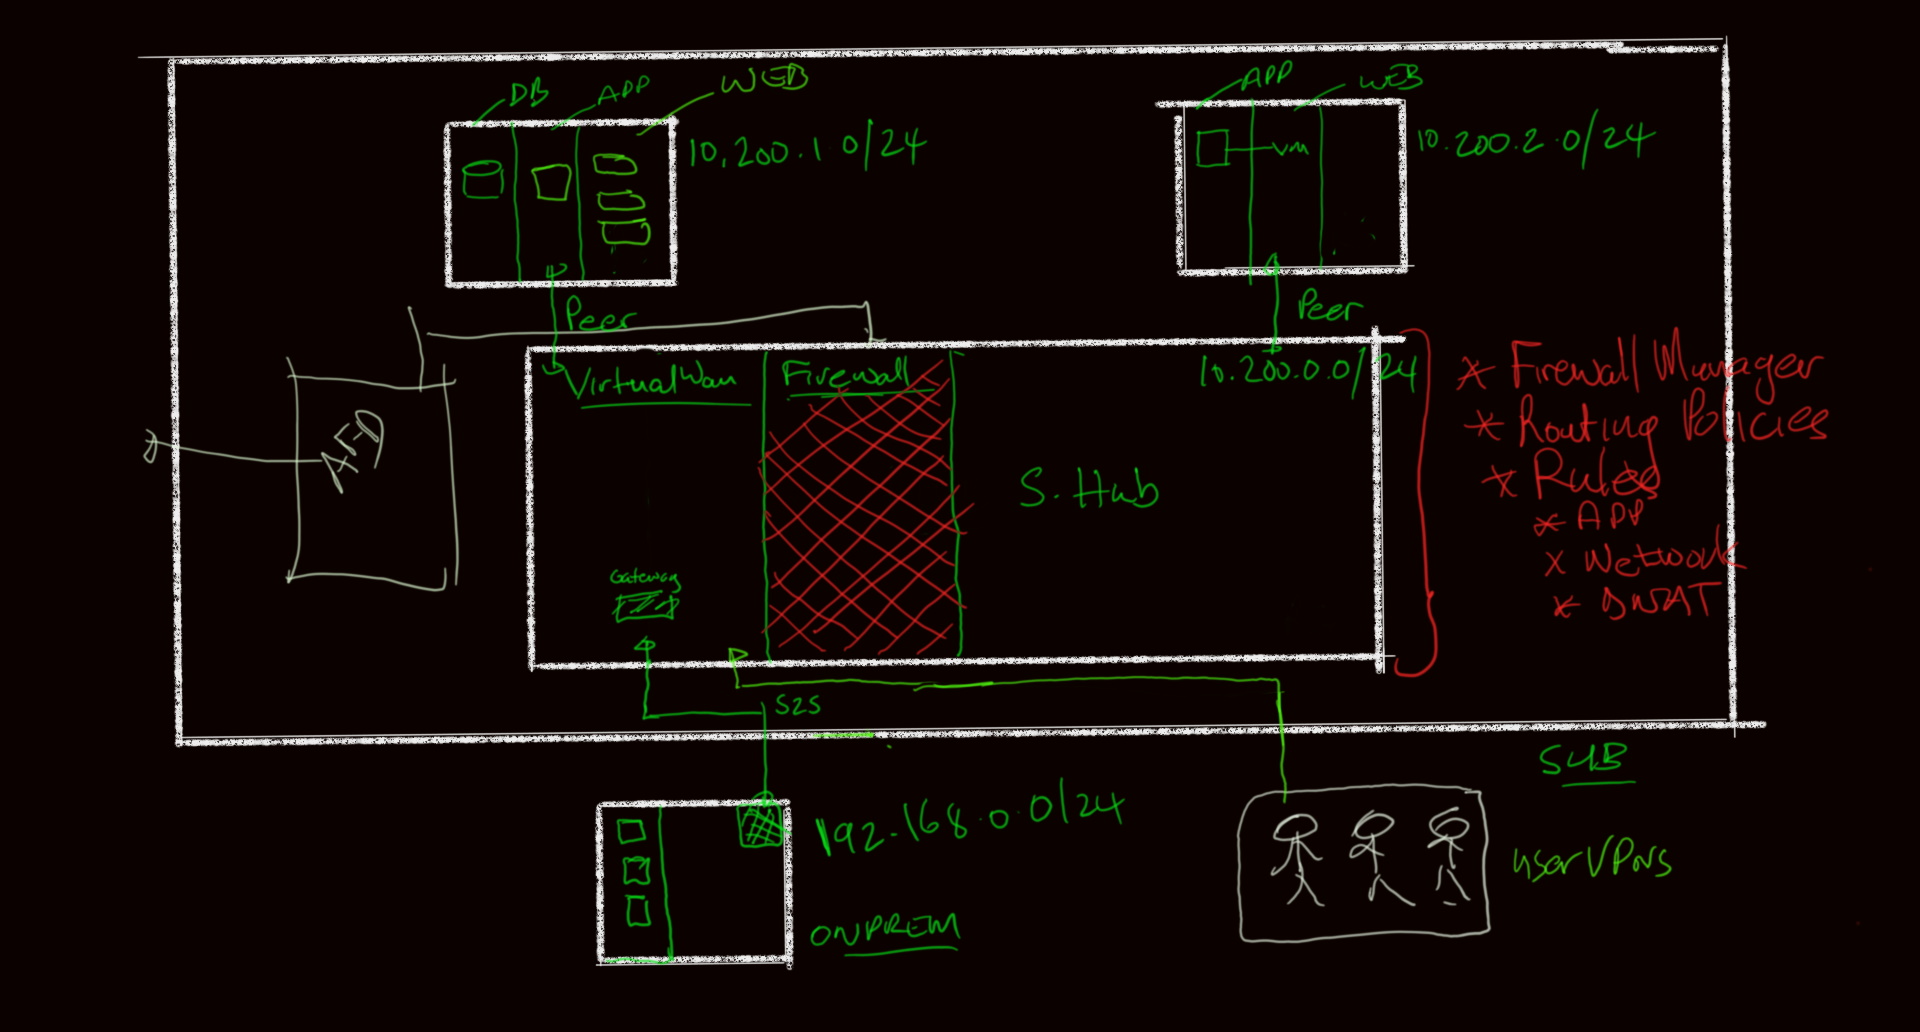 DB
APP
WEB
10.200.1.0/24
APP
WEB
vm
10.200.2.0/24
Peer
Peer
AFD
VirtualWan
Firewall
10.200.0.0/24
S.Hub
Gateway
* Firewall Manager
* Routing Policies
* Rules
* APP
x Network
* DNAT
S2S
SUB
192.168.0.0/24
ONPREM
userVPNs